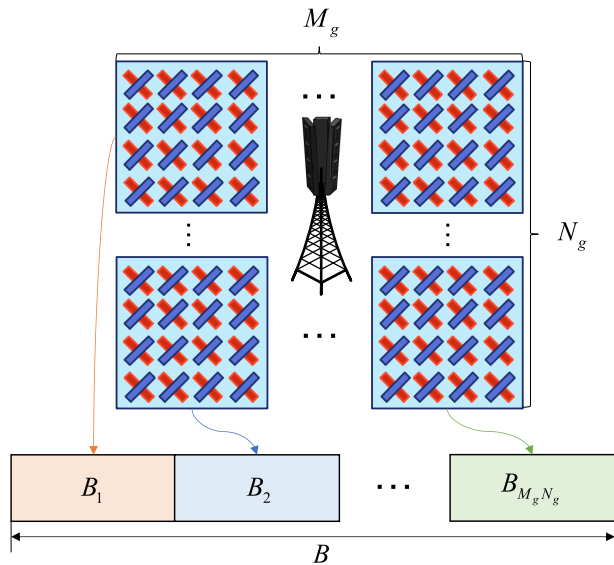 M_g
...
⋮
⋮
N_g
...
B_1
B_2
...
B_{M_g N_g}
B